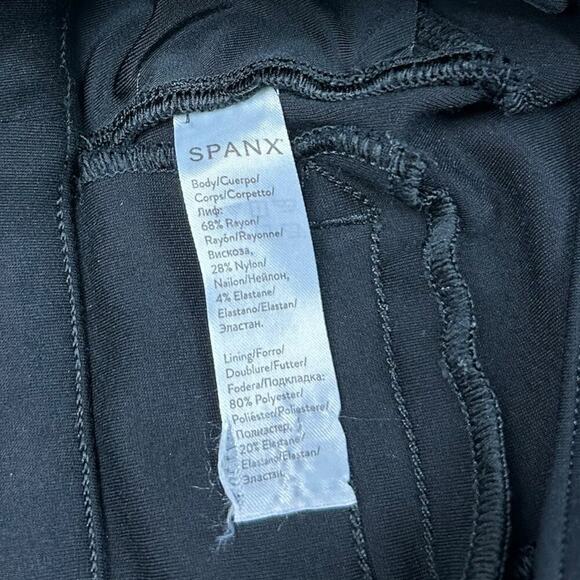 SPANX
Body/Cuerpo/
Corps/Corpetto/
Лиф:
68% Rayon/
Rayón/Rayonne/
Вискоза,
28% Nylon/
Nailon/Нейлон,
4% Elastane/
Elastano/Elastan/
Эластан.
Lining/Forro/
Doublure/Futter/
Fodera/Подкладка:
80% Polyester/
Poliéster/Poliestere/
Полиэстер,
20% Elastane/
Elastano/Elastan/
Эластан.